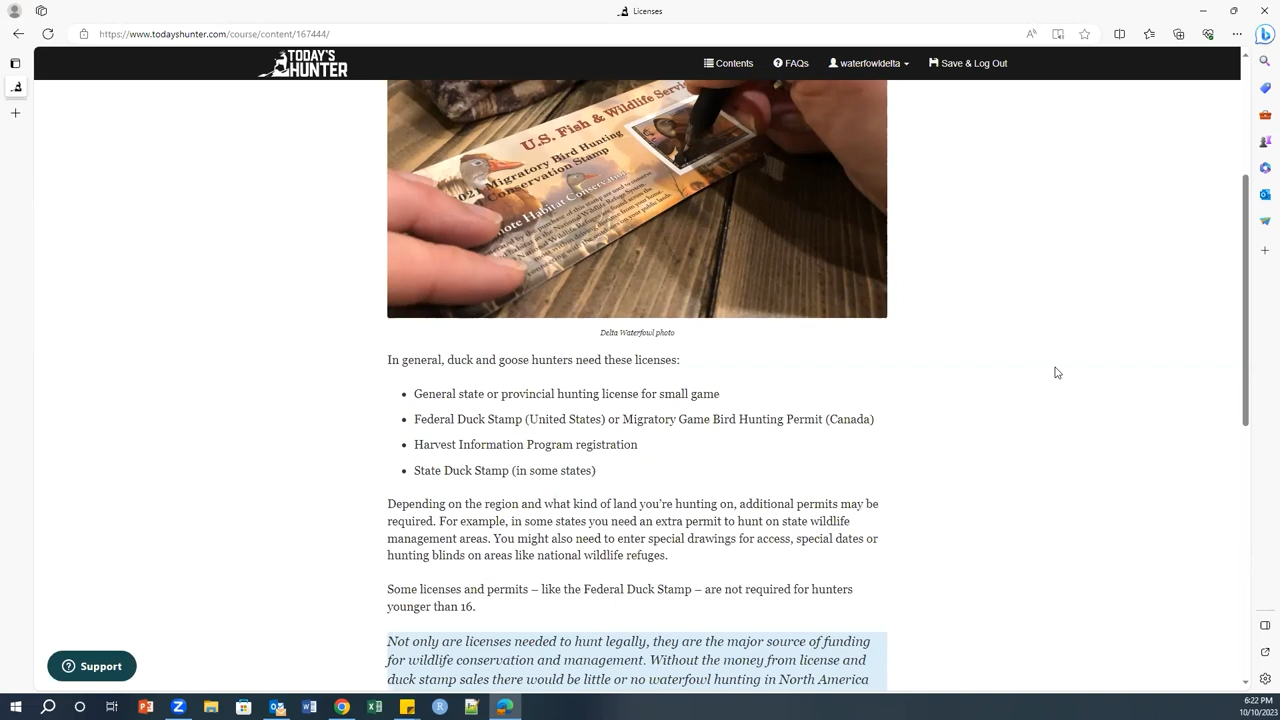 Licenses
https://www.todayshunter.com/course/content/167444/
TODAY'S
HUNTER
Contents
FAQs
waterfowldelta
Save & Log Out
U.S. Fish & Wildlife Servi
Migratory Bird Hunting
Conservation Stamp
Habitat Conservation
Delta Waterfowl photo
In general, duck and goose hunters need these licenses:
• General state or provincial hunting license for small game
• Federal Duck Stamp (United States) or Migratory Game Bird Hunting Permit (Canada)
• Harvest Information Program registration
• State Duck Stamp (in some states)
Depending on the region and what kind of land you're hunting on, additional permits may be
required. For example, in some states you need an extra permit to hunt on state wildlife
management areas. You might also need to enter special drawings for access, special dates or
hunting blinds on areas like national wildlife refuges.
Some licenses and permits – like the Federal Duck Stamp – are not required for hunters
younger than 16.
Not only are licenses needed to hunt legally, they are the major source of funding
for wildlife conservation and management. Without the money from license and
duck stamp sales there would be little or no waterfowl hunting in North America
Support
6:22 PM
10/10/2023